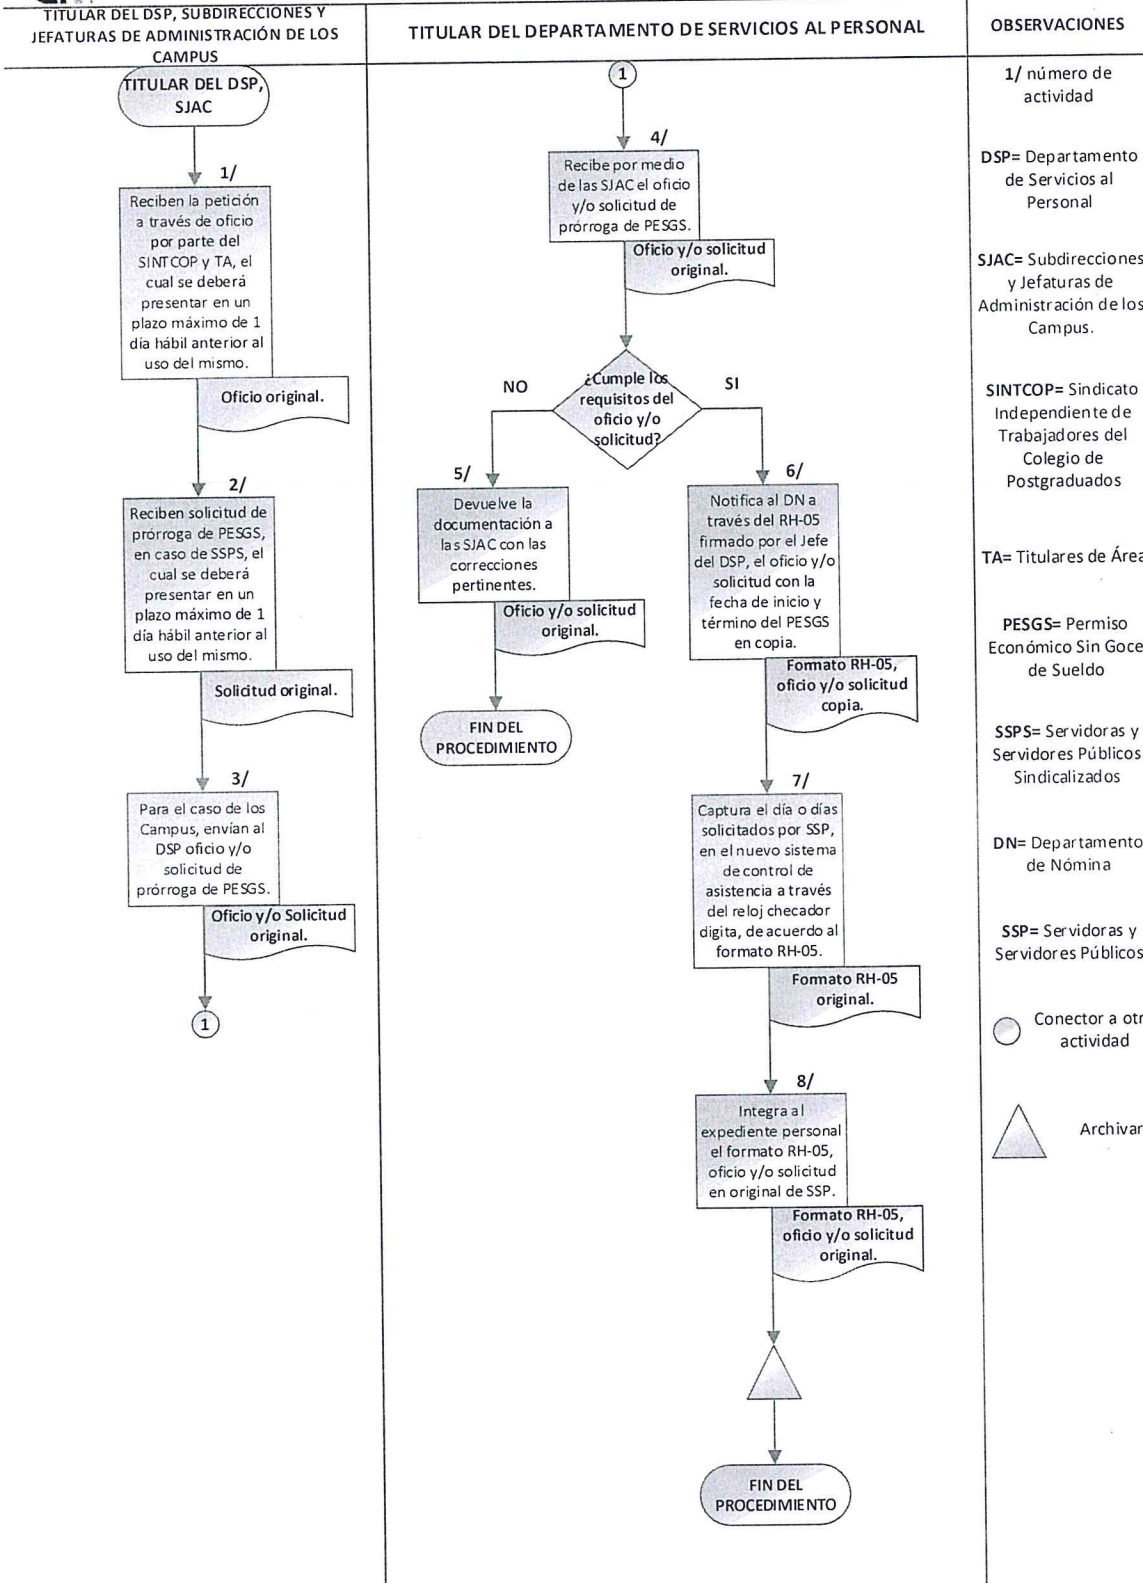 TITULAR DEL DSP, SUBDIRECCIONES Y
JEFATURAS DE ADMINISTRACIÓN DE LOS
CAMPUS
TITULAR DEL DEPARTAMENTO DE SERVICIOS AL PERSONAL
OBSERVACIONES
TITULAR DEL DSP,
SJAC
1/
Reciben la petición
a través de oficio
por parte del
SINTCOP y TA, el
cual se deberá
presentar en un
plazo máximo de 1
día hábil anterior al
uso del mismo.
Oficio original.
2/
Reciben solicitud de
prórroga de PESGS,
en caso de SSPS, el
cual se deberá
presentar en un
plazo máximo de 1
día hábil anterior al
uso del mismo.
Solicitud original.
3/
Para el caso de los
Campus, envían al
DSP oficio y/o
solicitud de
prórroga de PESGS.
Oficio y/o Solicitud
original.
1
1
4/
Recibe por medio
de las SJAC el oficio
y/o solicitud de
prórroga de PESGS.
Oficio y/o solicitud
original.
¿Cumple los
requisitos del
oficio y/o
solicitud?
NO
SI
5/
Devuelve la
documentación a
las SJAC con las
correcciones
pertinentes.
Oficio y/o solicitud
original.
FIN DEL
PROCEDIMIENTO
6/
Notifica al DN a
través del RH-05
firmado por el Jefe
del DSP, el oficio y/o
solicitud con la
fecha de inicio y
término del PESGS
en copia.
Formato RH-05,
oficio y/o solicitud
copia.
7/
Captura el día o días
solicitados por SSP,
en el nuevo sistema
de control de
asistencia a través
del reloj checador
digita, de acuerdo al
formato RH-05.
Formato RH-05
original.
8/
Integra al
expediente personal
el formato RH-05,
oficio y/o solicitud
en original de SSP.
Formato RH-05,
oficio y/o solicitud
original.
FIN DEL
PROCEDIMIENTO
1/ número de
actividad
DSP= Departamento
de Servicios al
Personal
SJAC= Subdirecciones
y Jefaturas de
Administración de los
Campus.
SINTCOP= Sindicato
Independiente de
Trabajadores del
Colegio de
Postgraduados
TA= Titulares de Área
PESGS= Permiso
Económico Sin Goce
de Sueldo
SSPS= Servidoras y
Servidores Públicos
Sindicalizados
DN= Departamento
de Nómina
SSP= Servidoras y
Servidores Públicos
Conector a otr
actividad
Archivar